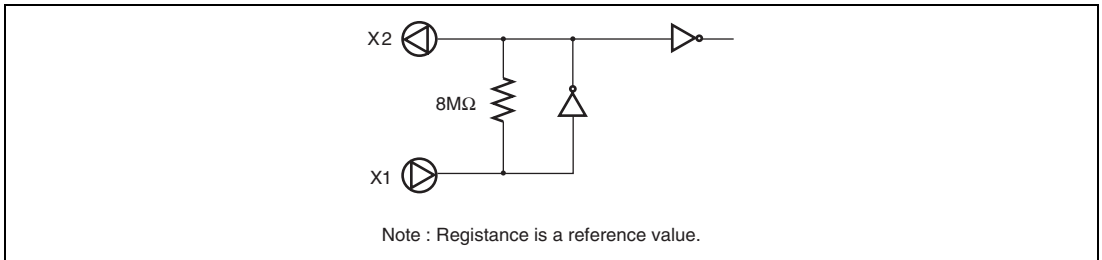 X2
8MΩ
X1
Note : Registance is a reference value.